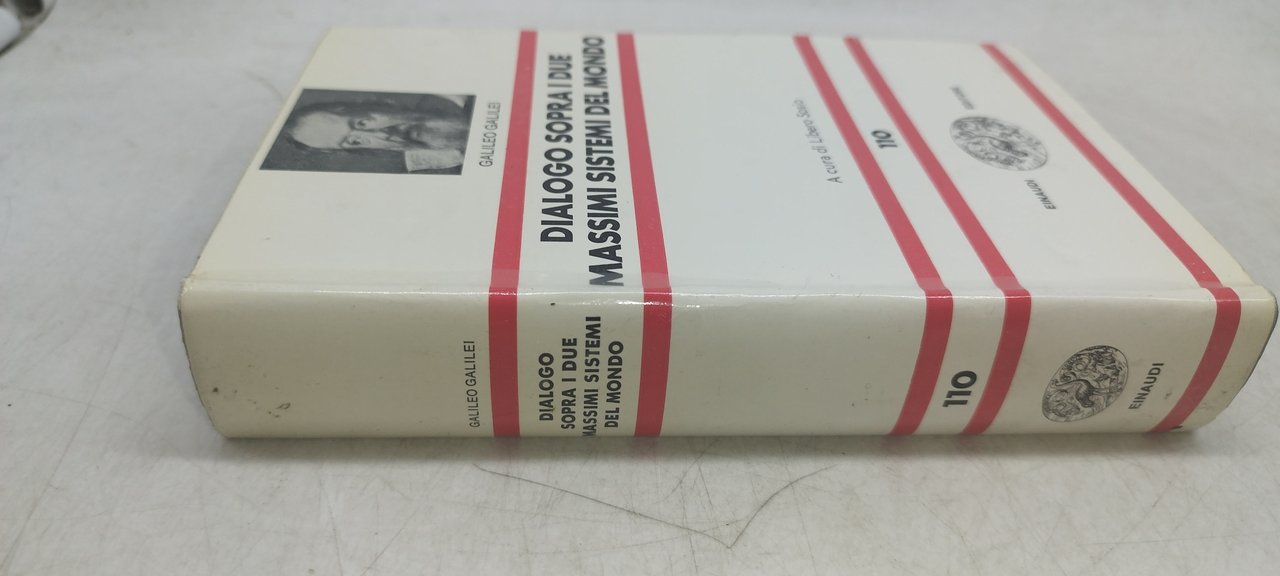 GALILEO GALILEI
DIALOGO SOPRA I DUE
MASSIMI SISTEMI DEL MONDO
A cura di Libero Sosio
110
EINAUDI
GALILEO GALILEI
DIALOGO
SOPRA I DUE
MASSIMI SISTEMI
DEL MONDO
110
EINAUDI